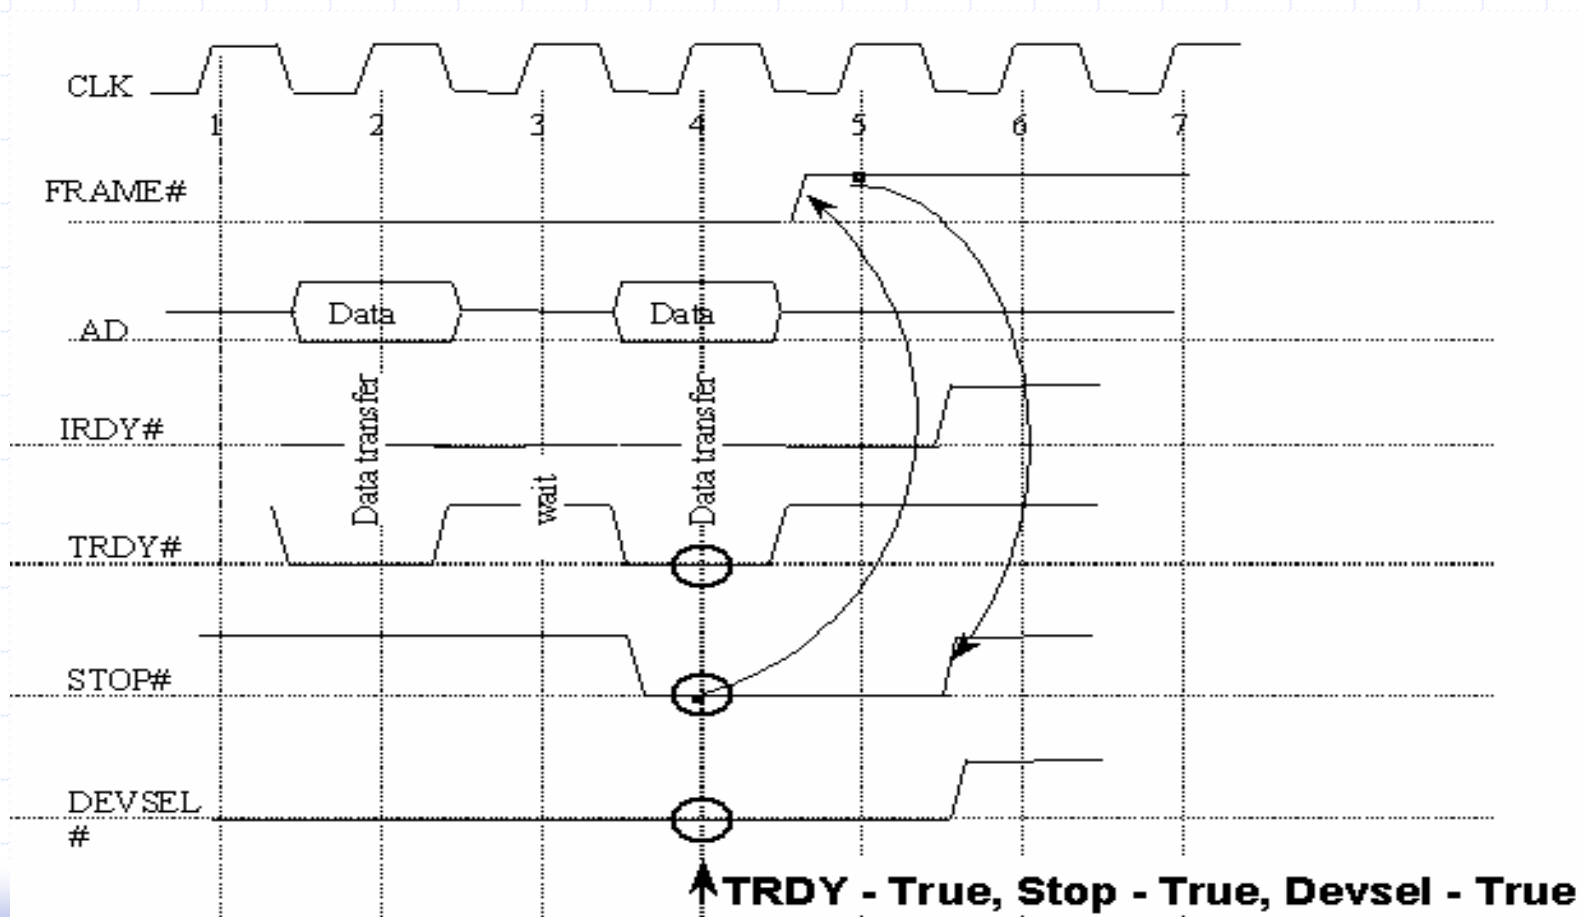 CLK
1 2 3 4 5 6 7
FRAME#
Data Data
AD
Data transfer
wait
Data transfer
IRDY#
TRDY#
STOP#
DEVSEL
#
TRDY - True, Stop - True, Devsel - True